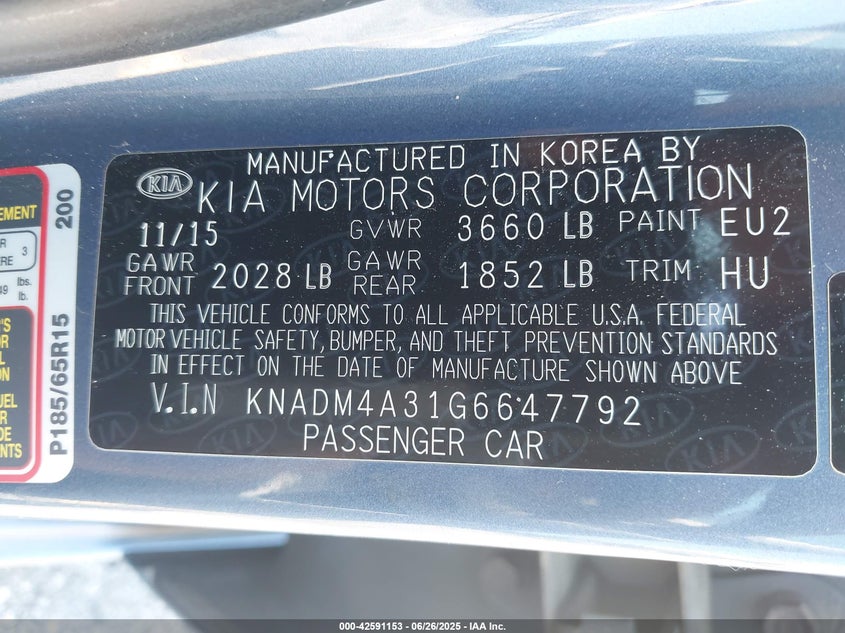 MANUFACTURED IN KOREA BY
KIA KIA MOTORS CORPORATION
11/15 GVWR 3660 LB PAINT EU2
GAWR FRONT 2028 LB GAWR REAR 1852 LB TRIM HU
THIS VEHICLE CONFORMS TO ALL APPLICABLE U.S.A. FEDERAL
MOTOR VEHICLE SAFETY, BUMPER, AND THEFT PREVENTION STANDARDS
IN EFFECT ON THE DATE OF MANUFACTURE SHOWN ABOVE
V.I.N KNADM4A31G6647792
PASSENGER CAR
200
P185/65R15
3
lbs.
lb.
000-42591153 - 06/26/2025 - IAA Inc.